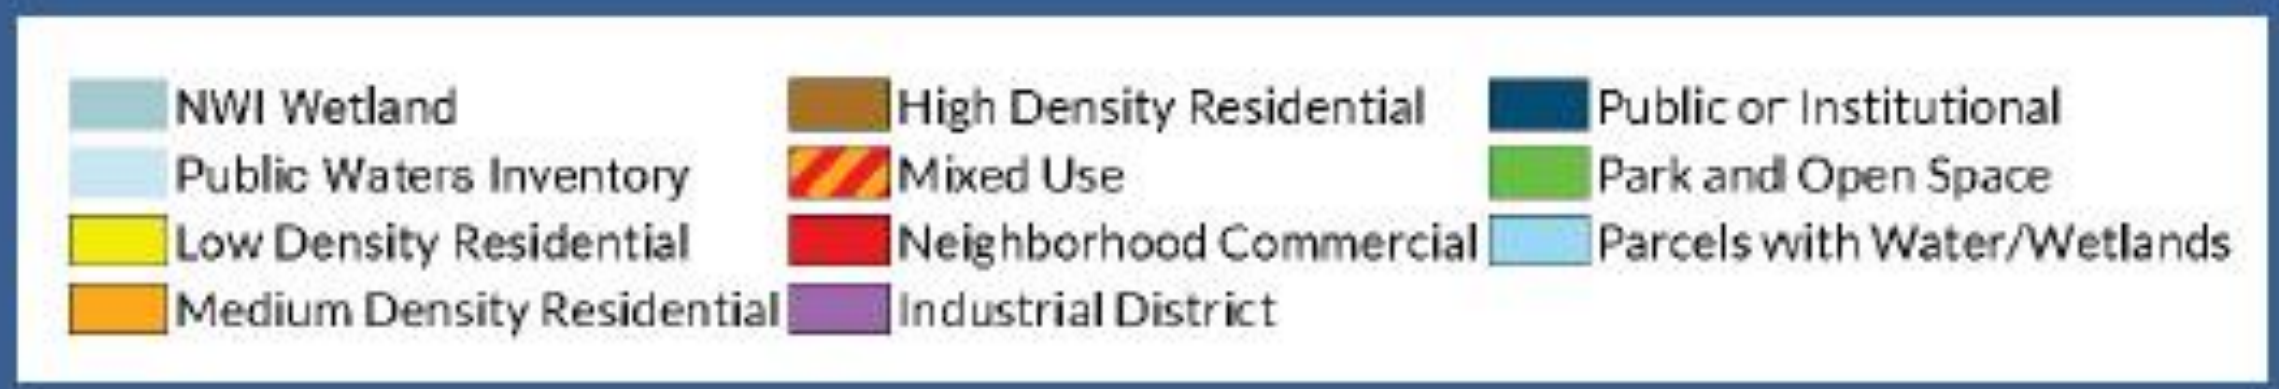 NWI Wetland
Public Waters Inventory
Low Density Residential
Medium Density Residential
High Density Residential
Mixed Use
Neighborhood Commercial
Industrial District
Public or Institutional
Park and Open Space
Parcels with Water/Wetlands